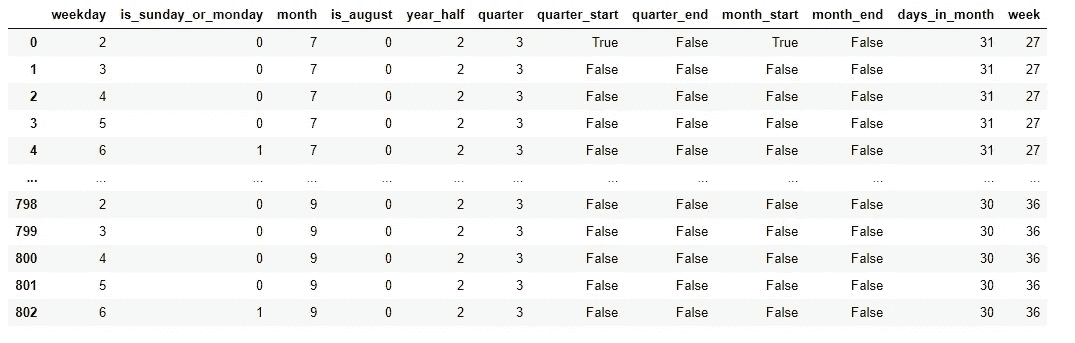 weekday is_sunday_or_monday month is_august year_half quarter quarter_start quarter_end month_start month_end days_in_month week
0 2 0 7 0 2 3 True False True False 31 27
1 3 0 7 0 2 3 False False False False 31 27
2 4 0 7 0 2 3 False False False False 31 27
3 5 0 7 0 2 3 False False False False 31 27
4 6 1 7 0 2 3 False False False False 31 27
... ... ... ... ... ... ... ... ... ... ... ... ...
798 2 0 9 0 2 3 False False False False 30 36
799 3 0 9 0 2 3 False False False False 30 36
800 4 0 9 0 2 3 False False False False 30 36
801 5 0 9 0 2 3 False False False False 30 36
802 6 1 9 0 2 3 False False False False 30 36